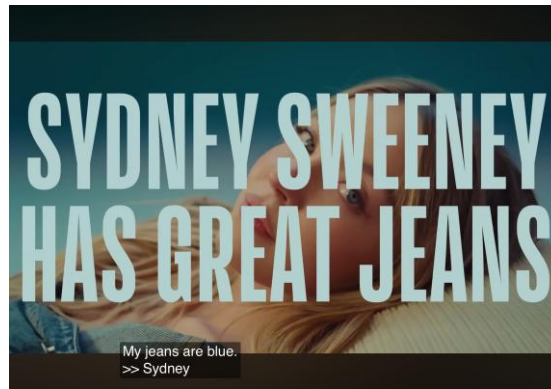 SYDNEY SWEENEY
HAS GREAT JEANS
My jeans are blue.
>> Sydney